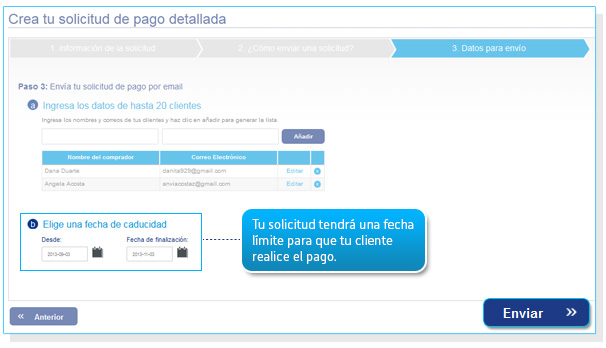 Crea tu solicitud de pago detallada
1. Información de la solicitud
2. ¿Cómo enviar una solicitud?
3. Datos para envío
Paso 3: Envía tu solicitud de pago por email
a Ingresa los datos de hasta 20 clientes
Ingresa los nombres y correos de tus clientes y haz clic en añadir para generar la lista.
Añadir
Nombre del comprador Correo Electrónico
Dana Duarte danita929@gmail.com Editar
Angela Acosta anviacostaz@gmail.com Editar
b Elige una fecha de caducidad
Desde: Fecha de finalización:
2013-09-03 2013-11-03
Tu solicitud tendrá una fecha
límite para que tu cliente
realice el pago.
« Anterior
Enviar »